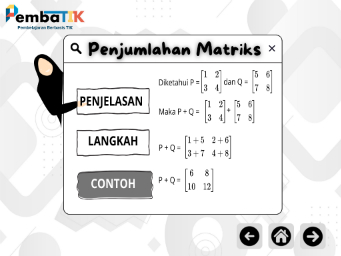 PembaTIK
Pembelajaran Berbasis TIK
Penjumlahan Matriks
PENJELASAN
LANGKAH
CONTOH
Diketahui P = [1 2; 3 4] dan Q = [5 6; 7 8]
Maka P + Q = [1 2; 3 4] + [5 6; 7 8]
P + Q = [1 + 5 2 + 6; 3 + 7 4 + 8]
P + Q = [6 8; 10 12]